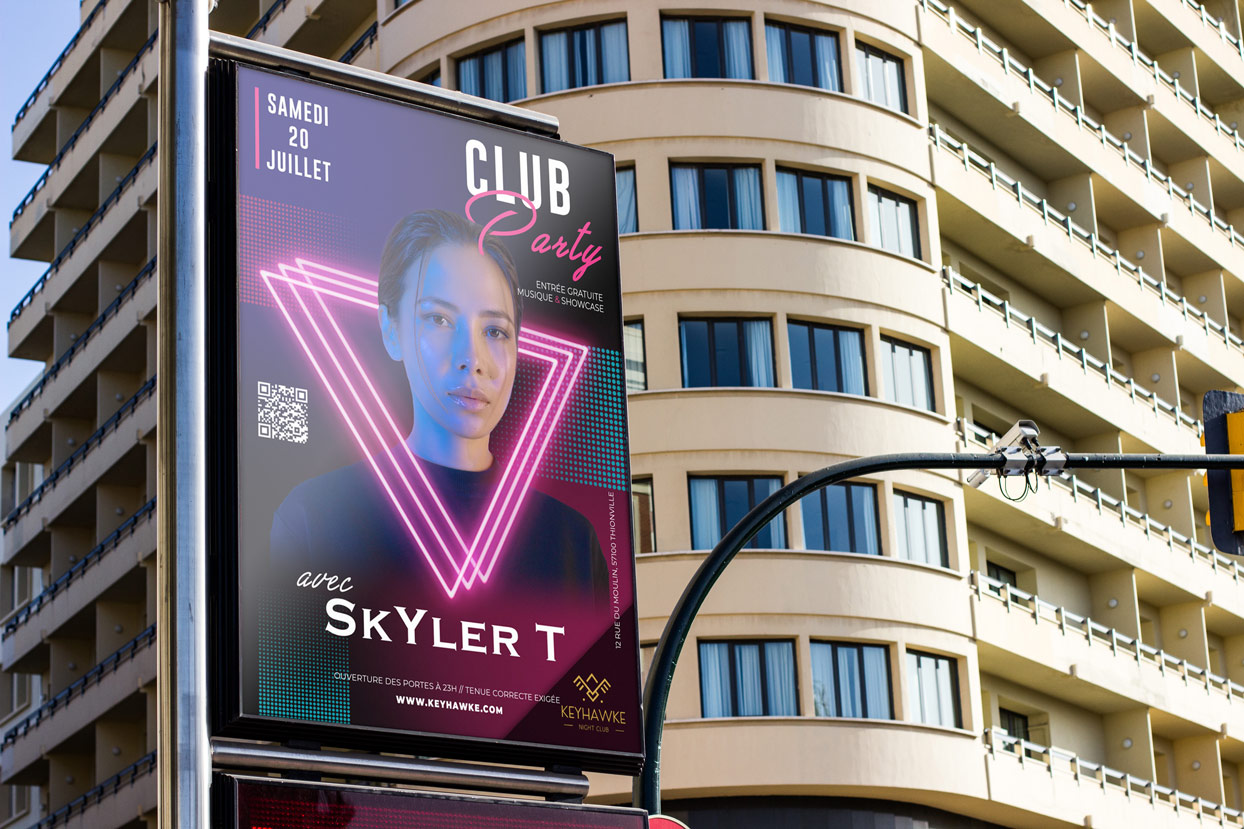 SAMEDI
20
JUILLET
CLUB
Party
ENTRÉE GRATUITE
MUSIQUE & SHOWCASE
12 RUE DU MOULIN, 57100 THIONVILLE
avec
SKYLER T
OUVERTURE DES PORTES À 23H // TENUE CORRECTE EXIGÉE
WWW.KEYHAWKE.COM
KEYHAWKE
NIGHT CLUB